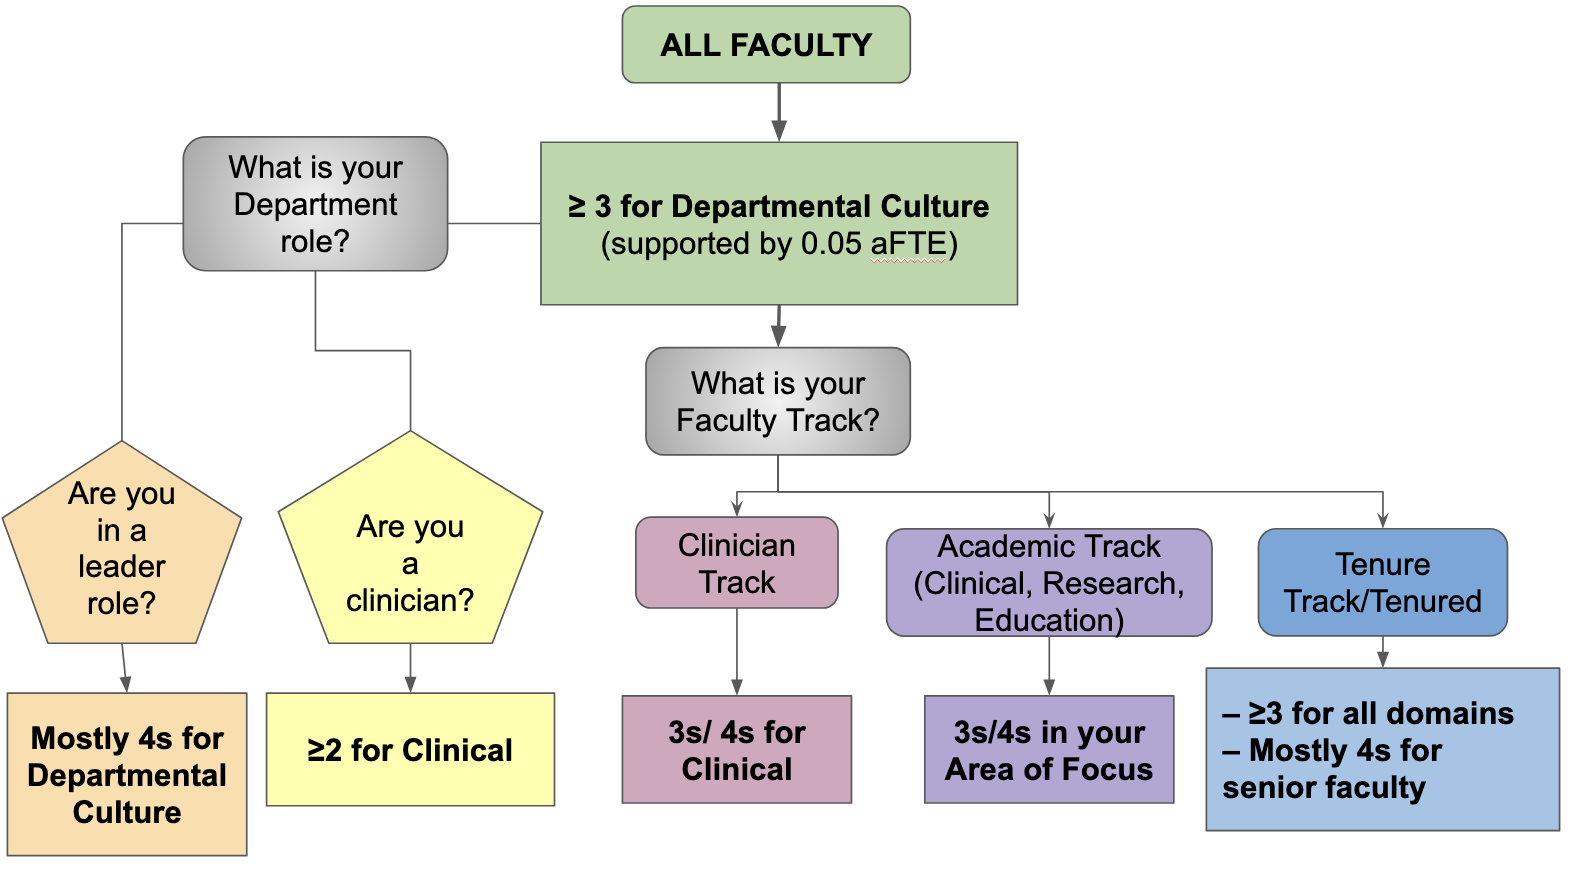 ALL FACULTY
What is your
Department
role?
≥ 3 for Departmental Culture
(supported by 0.05 aFTE)
What is your
Faculty Track?
Are you
in a
leader
role?
Are you
a
clinician?
Clinician
Track
Academic Track
(Clinical, Research,
Education)
Tenure
Track/Tenured
Mostly 4s for
Departmental
Culture
≥2 for Clinical
3s/ 4s for
Clinical
3s/4s in your
Area of Focus
– ≥3 for all domains
– Mostly 4s for
senior faculty